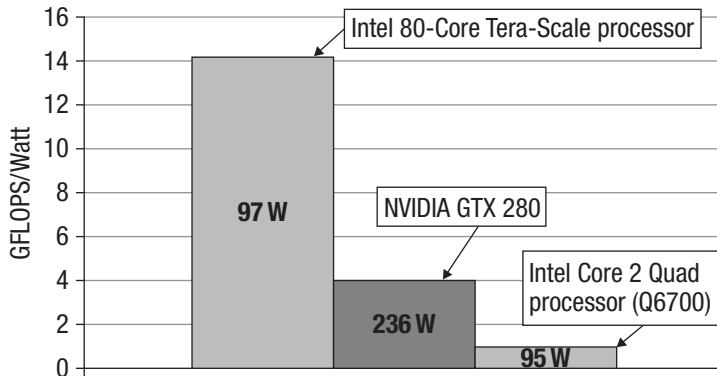 16
14
12
10
8
6
4
2
0
GFLOPS/Watt
Intel 80-Core Tera-Scale processor
97 W
NVIDIA GTX 280
236 W
Intel Core 2 Quad
processor (Q6700)
95 W